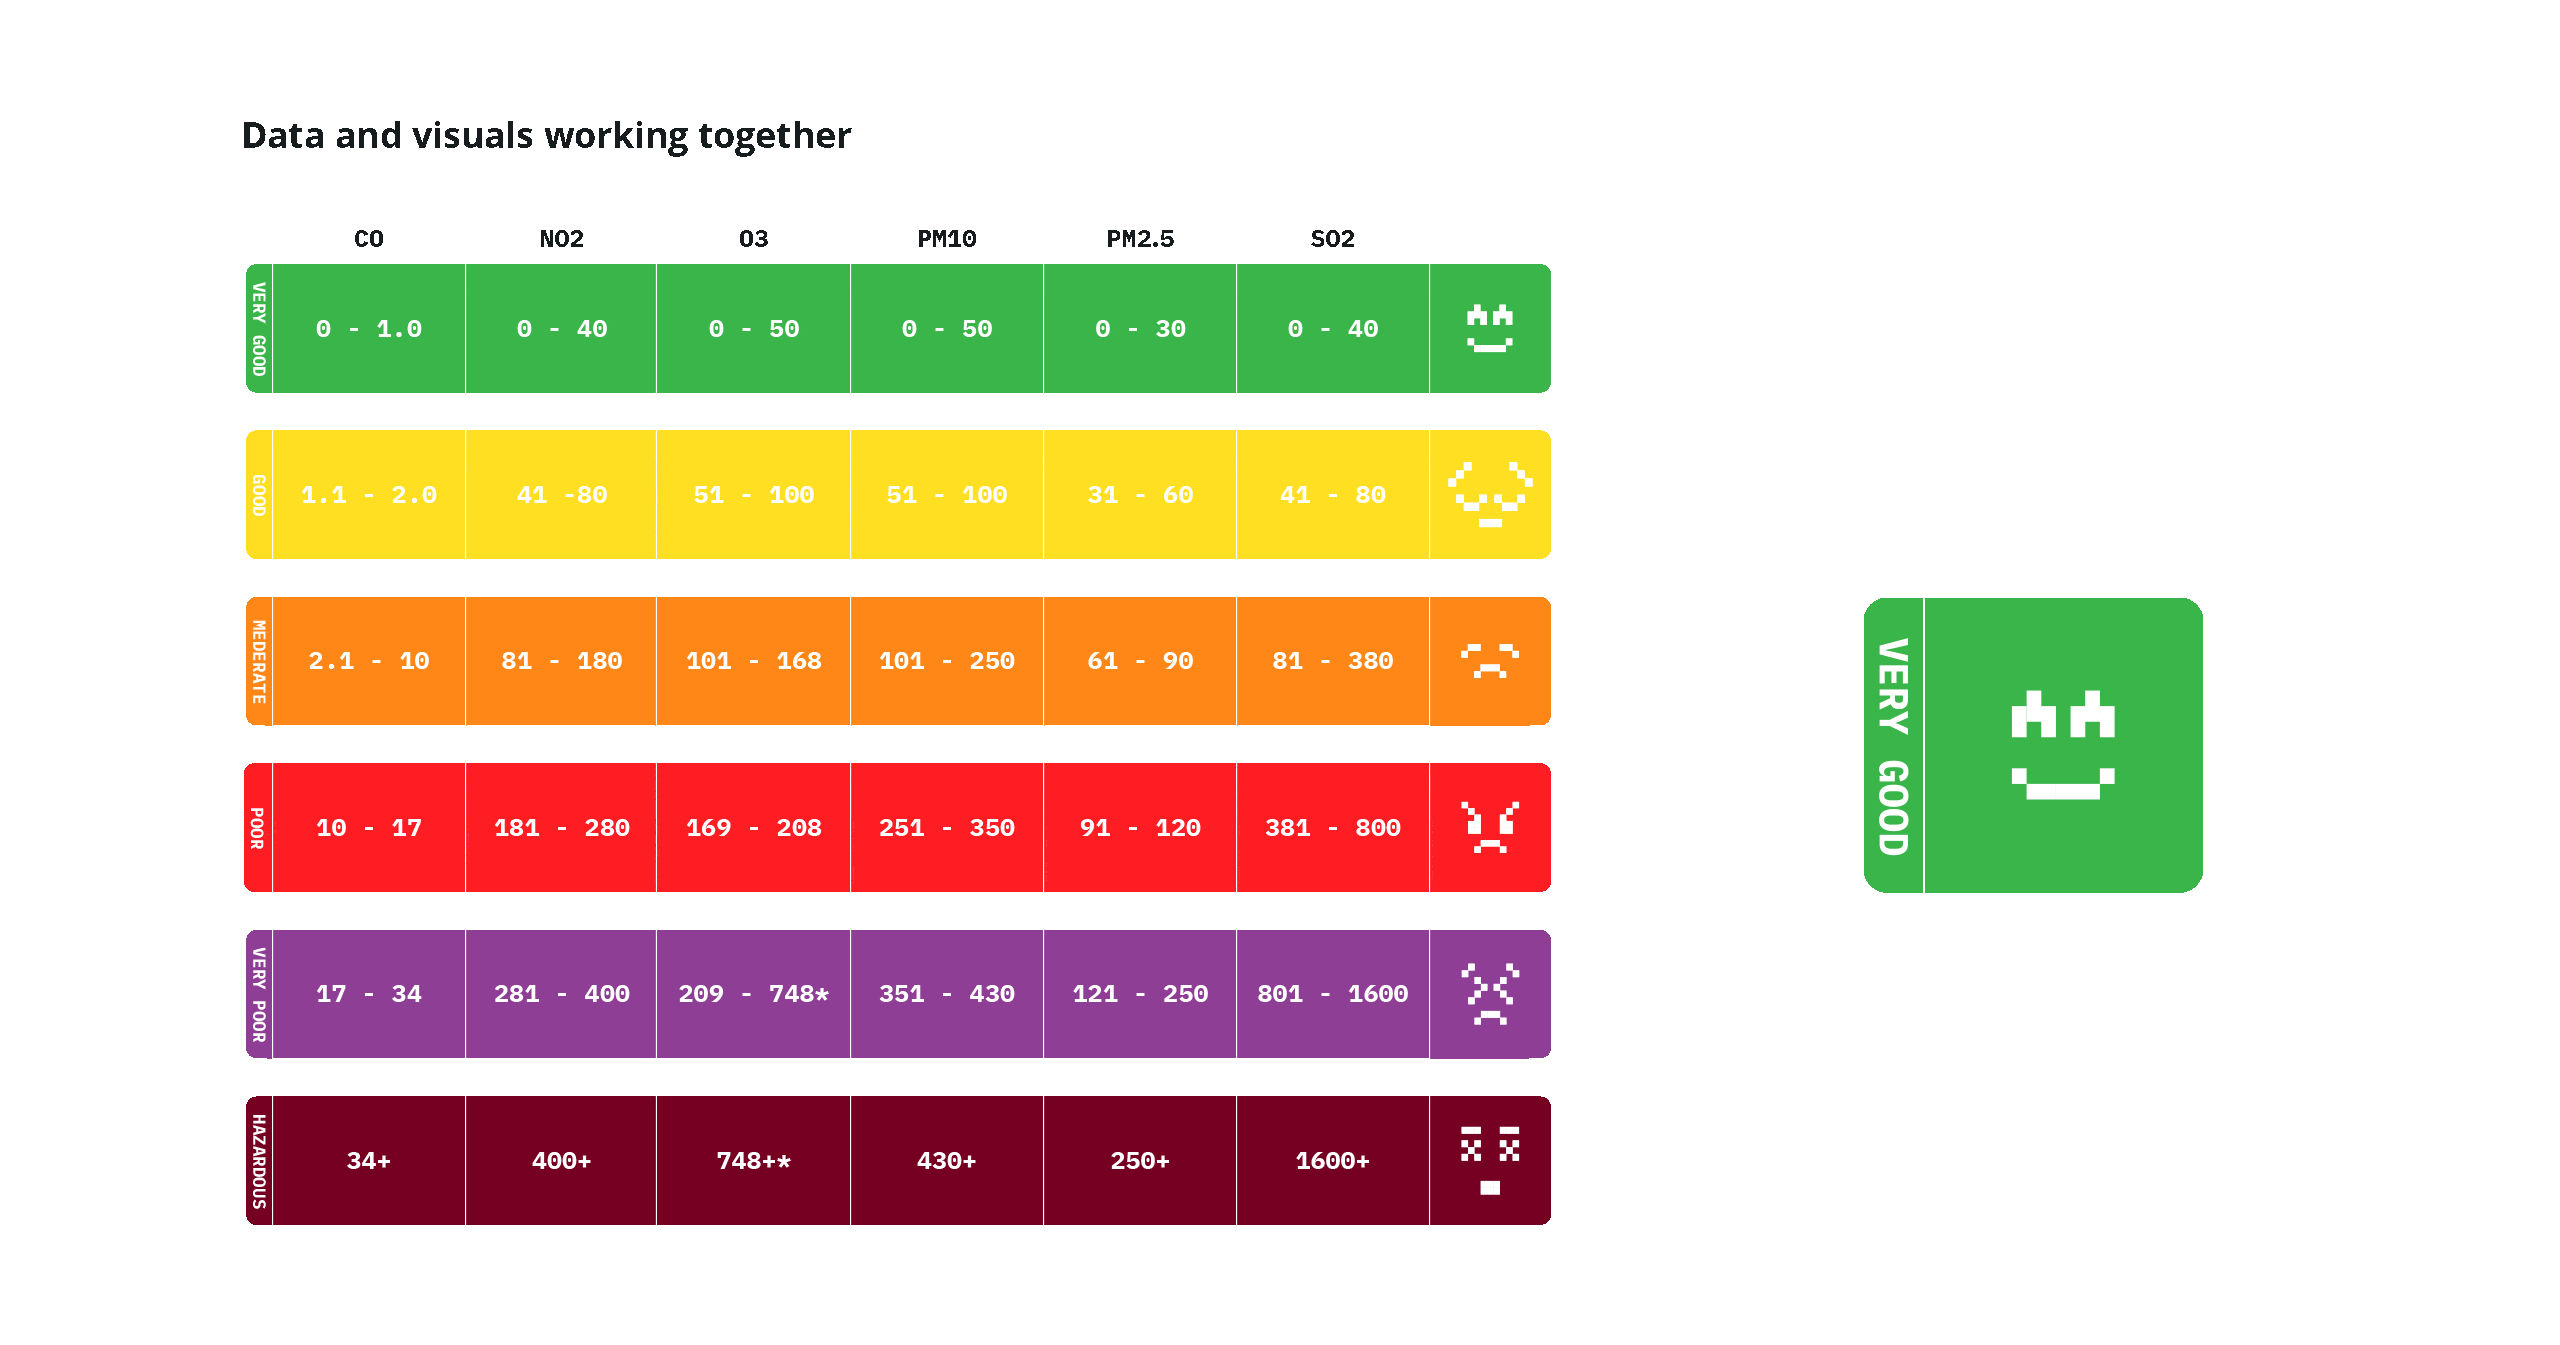 Data and visuals working together
CO NO2 O3 PM10 PM2.5 SO2
VERY GOOD 0 - 1.0 0 - 40 0 - 50 0 - 50 0 - 30 0 - 40
GOOD 1.1 - 2.0 41 -80 51 - 100 51 - 100 31 - 60 41 - 80
MEDERATE 2.1 - 10 81 - 180 101 - 168 101 - 250 61 - 90 81 - 380
POOR 10 - 17 181 - 280 169 - 208 251 - 350 91 - 120 381 - 800
VERY POOR 17 - 34 281 - 400 209 - 748* 351 - 430 121 - 250 801 - 1600
HAZARDOUS 34+ 400+ 748+* 430+ 250+ 1600+
VERY GOOD